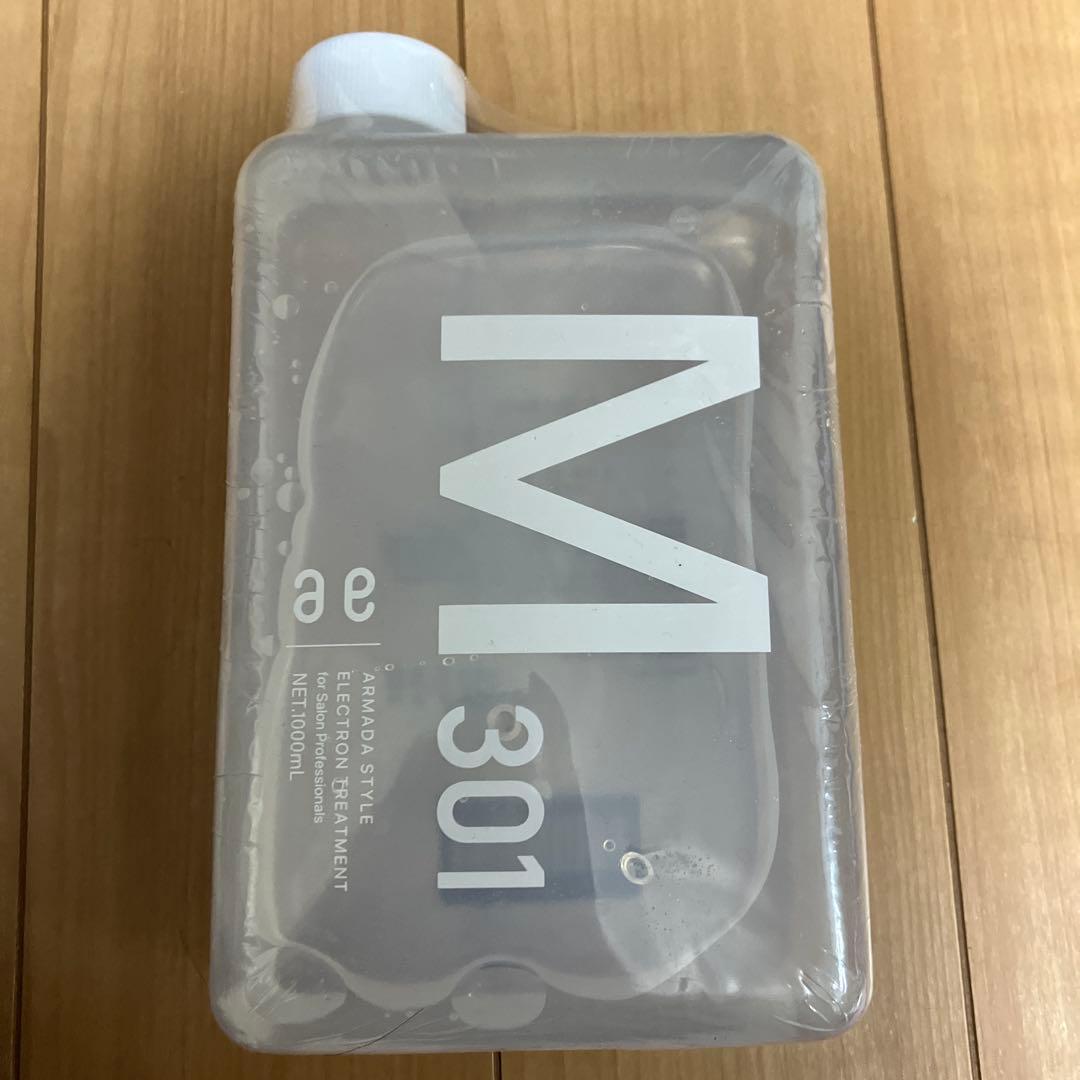 M
301
ae
ARMADA STYLE
ELECTRON TREATMENT
for Salon Professionals
NET.1000mL